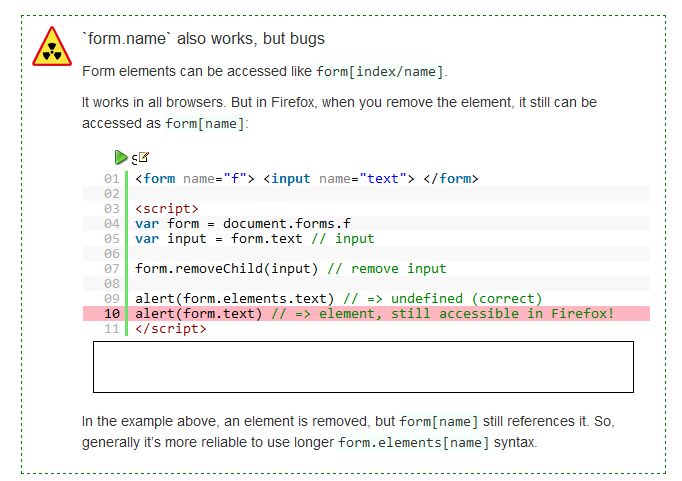 `form.name` also works, but bugs
Form elements can be accessed like form[index/name].
It works in all browsers. But in Firefox, when you remove the element, it still can be
accessed as form[name]:
S
01 <form name="f"> <input name="text"> </form>
02
03 <script>
04 var form = document.forms.f
05 var input = form.text // input
06
07 form.removeChild(input) // remove input
08
09 alert(form.elements.text) // => undefined (correct)
10 alert(form.text) // => element, still accessible in Firefox!
11 </script>
In the example above, an element is removed, but form[name] still references it. So,
generally it's more reliable to use longer form.elements[name] syntax.